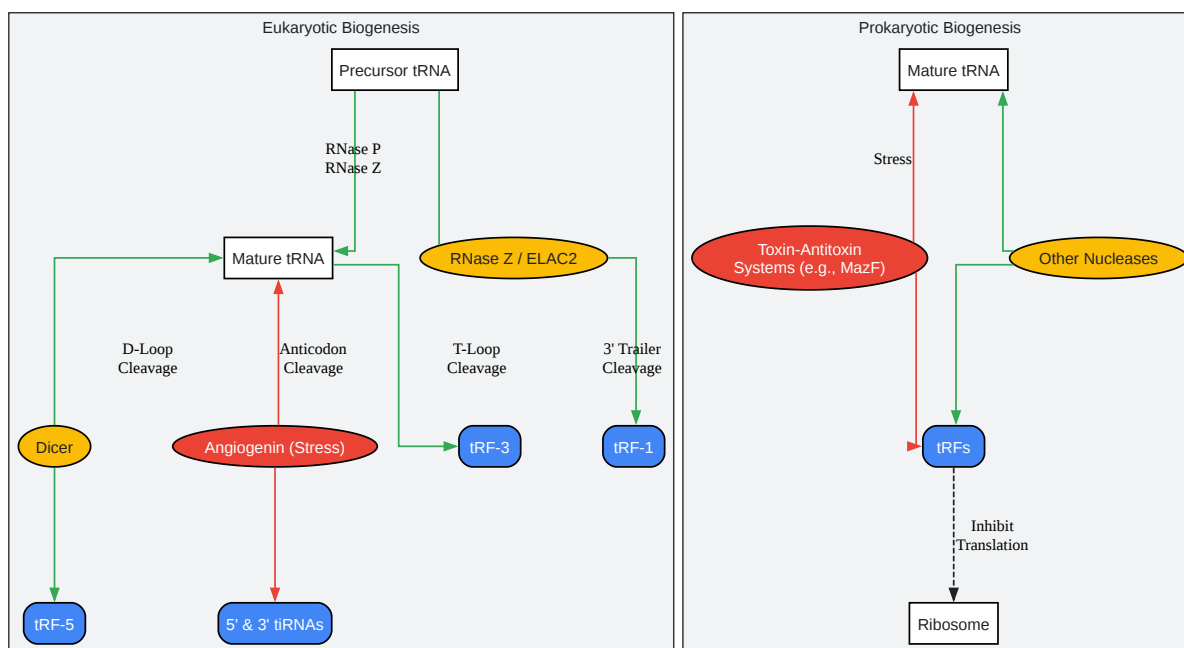 Eukaryotic Biogenesis
Precursor tRNA
RNase P
RNase Z
Mature tRNA
RNase Z / ELAC2
D-Loop
Cleavage
Anticodon
Cleavage
T-Loop
Cleavage
3' Trailer
Cleavage
Dicer
Angiogenin (Stress)
tRF-3
tRF-1
tRF-5
5' & 3' tiRNAs
Prokaryotic Biogenesis
Mature tRNA
Stress
Toxin-Antitoxin
Systems (e.g., MazF)
Other Nucleases
tRFs
Inhibit
Translation
Ribosome